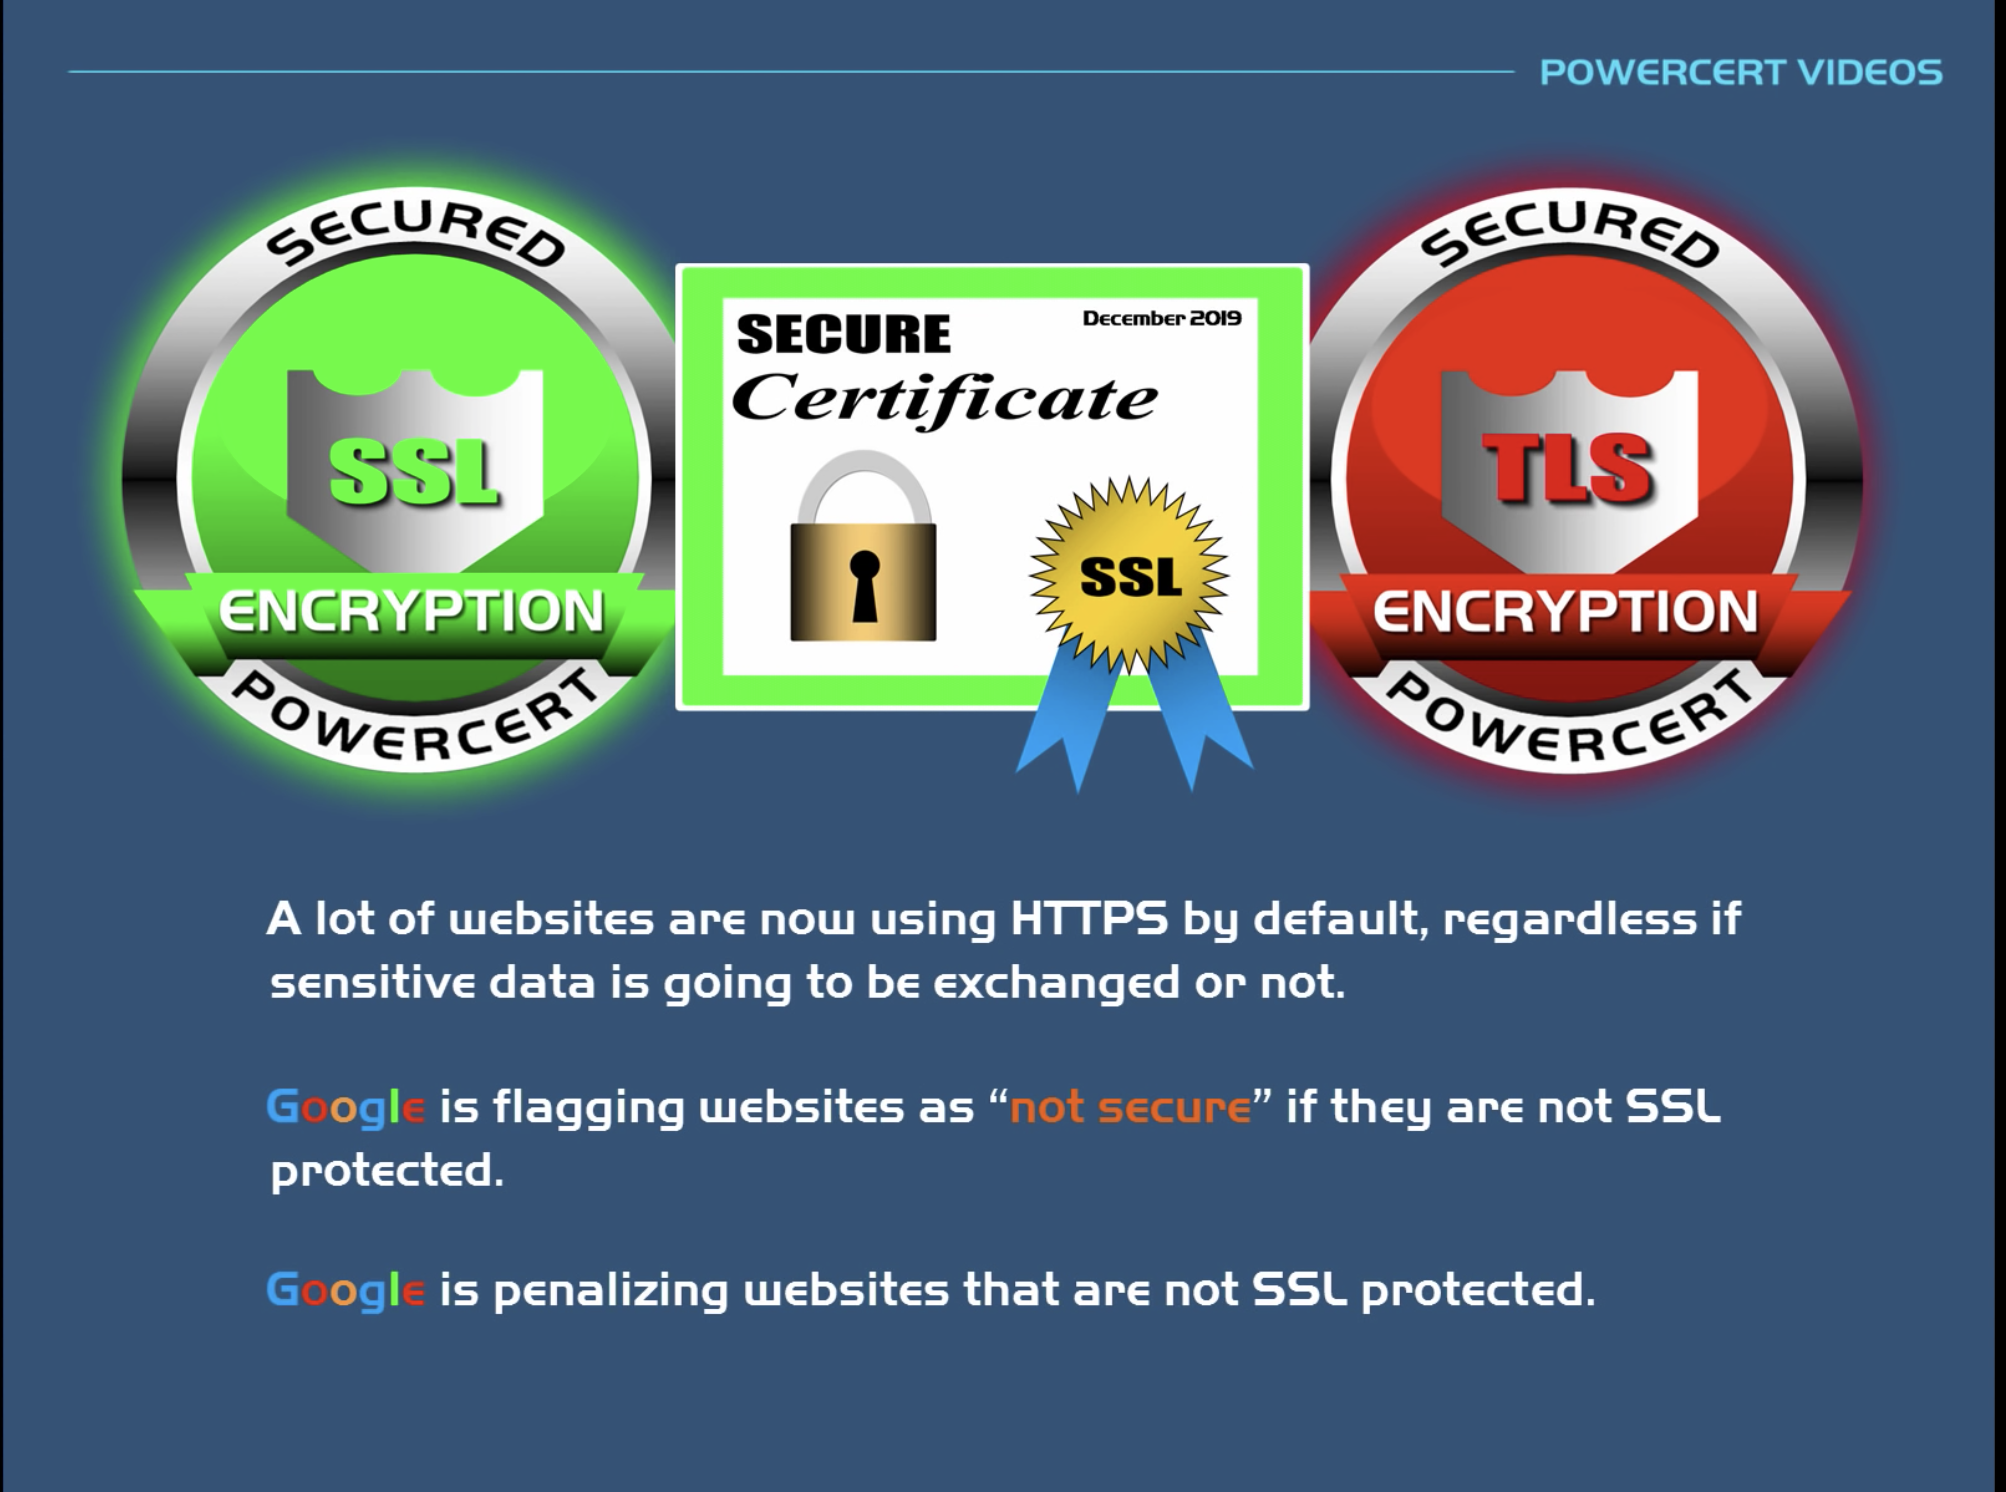 POWERCERT VIDEOS
SECURED
SSL
ENCRYPTION
POWERCERT
SECURE
December 2019
Certificate
SSL
SECURED
TLS
ENCRYPTION
POWERCERT
A lot of websites are now using HTTPS by default, regardless if
sensitive data is going to be exchanged or not.
Google is flagging websites as “not secure” if they are not SSL
protected.
Google is penalizing websites that are not SSL protected.